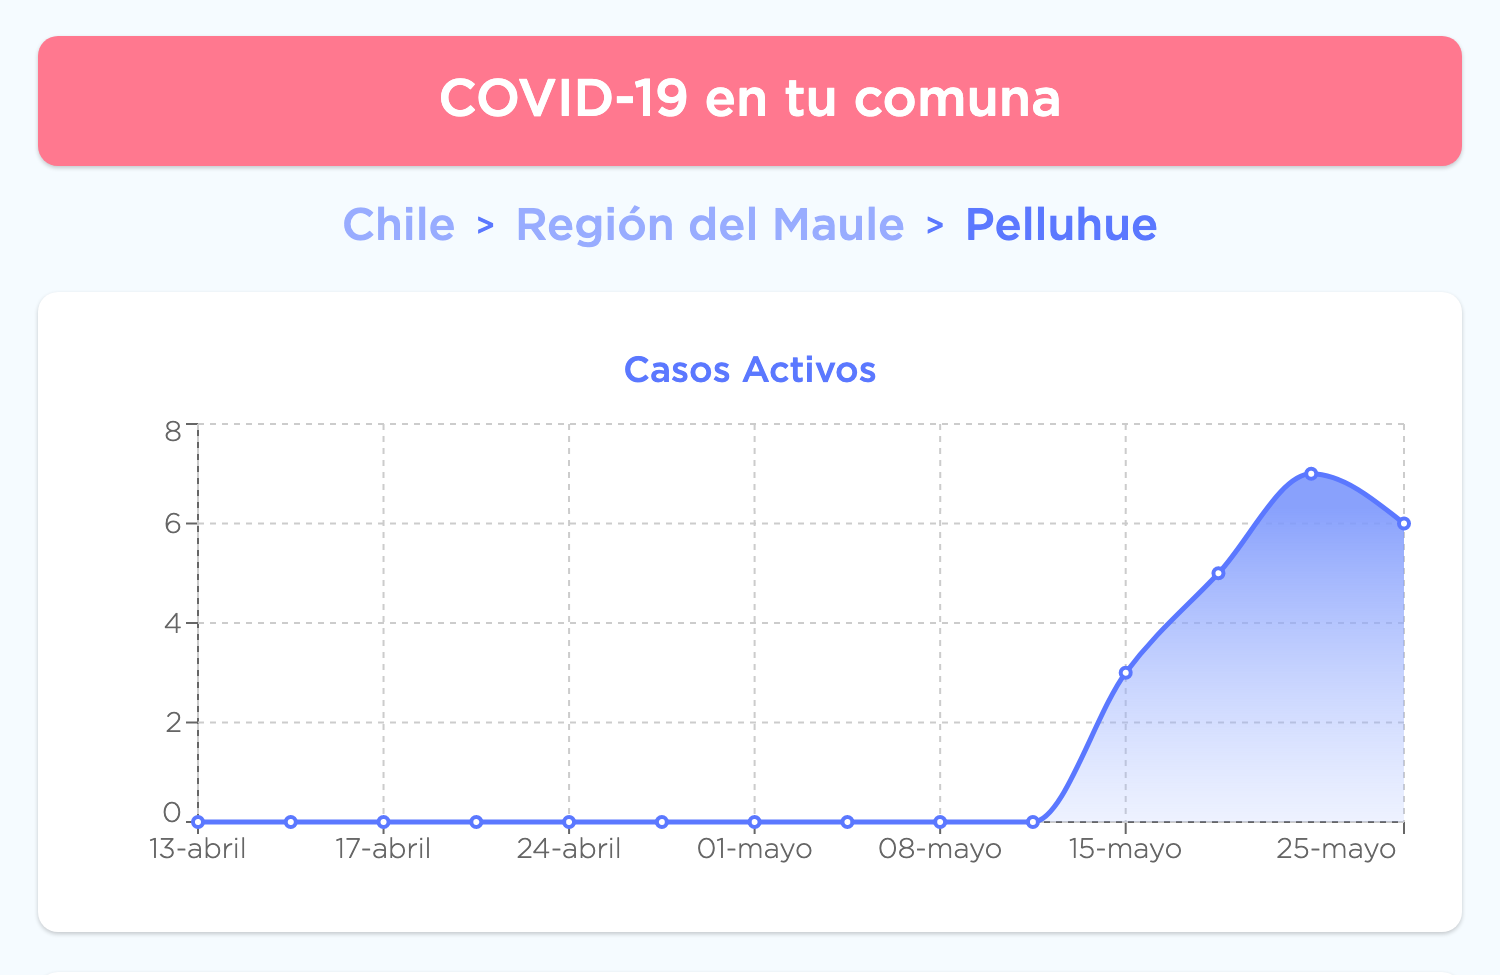 COVID-19 en tu comuna
Chile > Región del Maule > Pelluhue
Casos Activos
8
6
4
2
0
13-abril 17-abril 24-abril 01-mayo 08-mayo 15-mayo 25-mayo